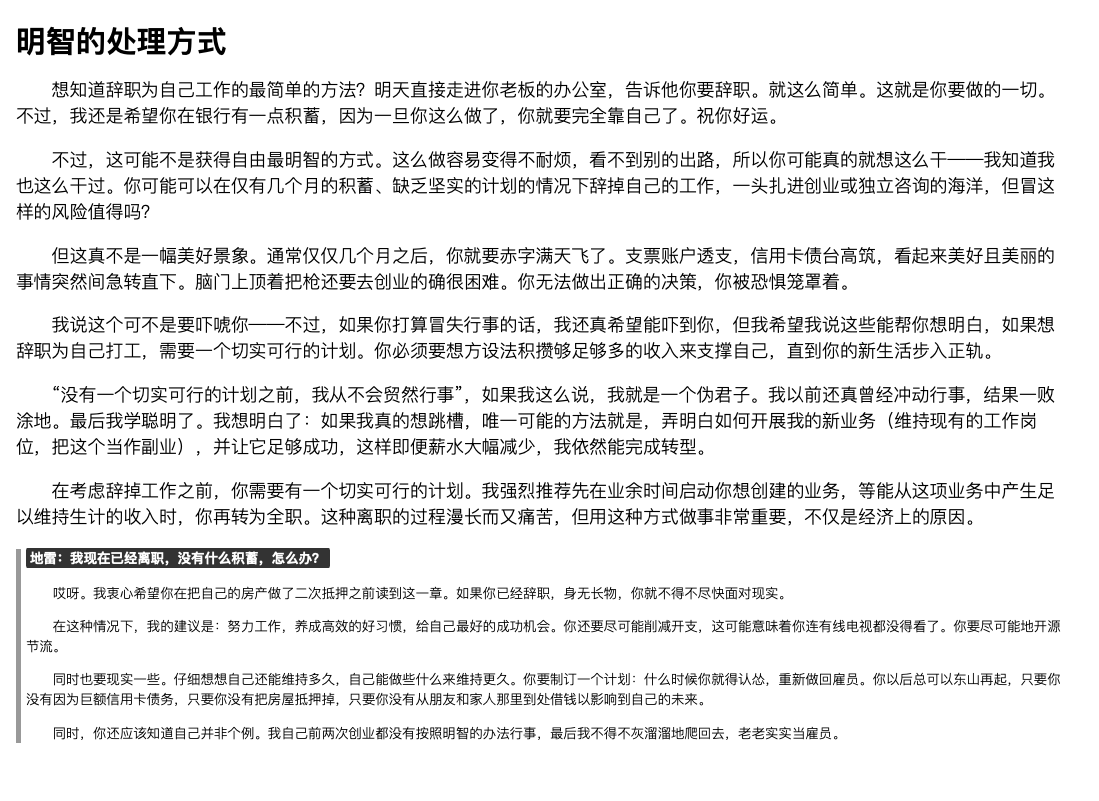 明智的处理方式
想知道辞职为自己工作的最简单的方法？明天直接走进你老板的办公室，告诉他你要辞职。就这么简单。这就是你要做的一切。
不过，我还是希望你在银行有一点积蓄，因为一旦你这么做了，你就要完全靠自己了。祝你好运。
不过，这可能不是获得自由最明智的方式。这么做容易变得不耐烦，看不到别的出路，所以你可能真的就想这么干——我知道我
也这么干过。你可能可以在仅有几个月的积蓄、缺乏坚实的计划的情况下辞掉自己的工作，一头扎进创业或独立咨询的海洋，但冒这
样的风险值得吗？
但这真不是一幅美好景象。通常仅仅几个月之后，你就要赤字满天飞了。支票账户透支，信用卡债台高筑，看起来美好且美丽的
事情突然间急转直下。脑门上顶着把枪还要去创业的确很困难。你无法做出正确的决策，你被恐惧笼罩着。
我说这个可不是要吓唬你——不过，如果你打算冒失行事的话，我还真希望能吓到你，但我希望我说这些能帮你想明白，如果想
辞职为自己打工，需要一个切实可行的计划。你必须要想方设法积攒够足够多的收入来支撑自己，直到你的新生活步入正轨。
“没有一个切实可行的计划之前，我从不会贸然行事”，如果我这么说，我就是一个伪君子。我以前还真曾经冲动行事，结果一败
涂地。最后我学聪明了。我想明白了：如果我真的想跳槽，唯一可能的方法就是，弄明白如何开展我的新业务（维持现有的工作岗
位，把这个当作副业），并让它足够成功，这样即便薪水大幅减少，我依然能完成转型。
在考虑辞掉工作之前，你需要有一个切实可行的计划。我强烈推荐先在业余时间启动你想创建的业务，等能从这项业务中产生足
以维持生计的收入时，你再转为全职。这种离职的过程漫长而又痛苦，但用这种方式做事非常重要，不仅是经济上的原因。
地雷：我现在已经离职，没有什么积蓄，怎么办？
哎呀。我衷心希望你在把自己的房产做了二次抵押之前读到这一章。如果你已经辞职，身无长物，你就不得不尽快面对现实。
在这种情况下，我的建议是：努力工作，养成高效的好习惯，给自己最好的成功机会。你还要尽可能削减开支，这可能意味着你连有线电视都没得看了。你要尽可能地开源
节流。
同时也要现实一些。仔细想想自己还能维持多久，自己能做些什么来维持更久。你要制订一个计划：什么时候你就得认怂，重新做回雇员。你以后总可以东山再起，只要你
没有因为巨额信用卡债务，只要你没有把房屋抵押掉，只要你没有从朋友和家人那里到处借钱以影响到自己的未来。
同时，你还应该知道自己并非个例。我自己前两次创业都没有按照明智的办法行事，最后我不得不灰溜溜地爬回去，老老实实当雇员。